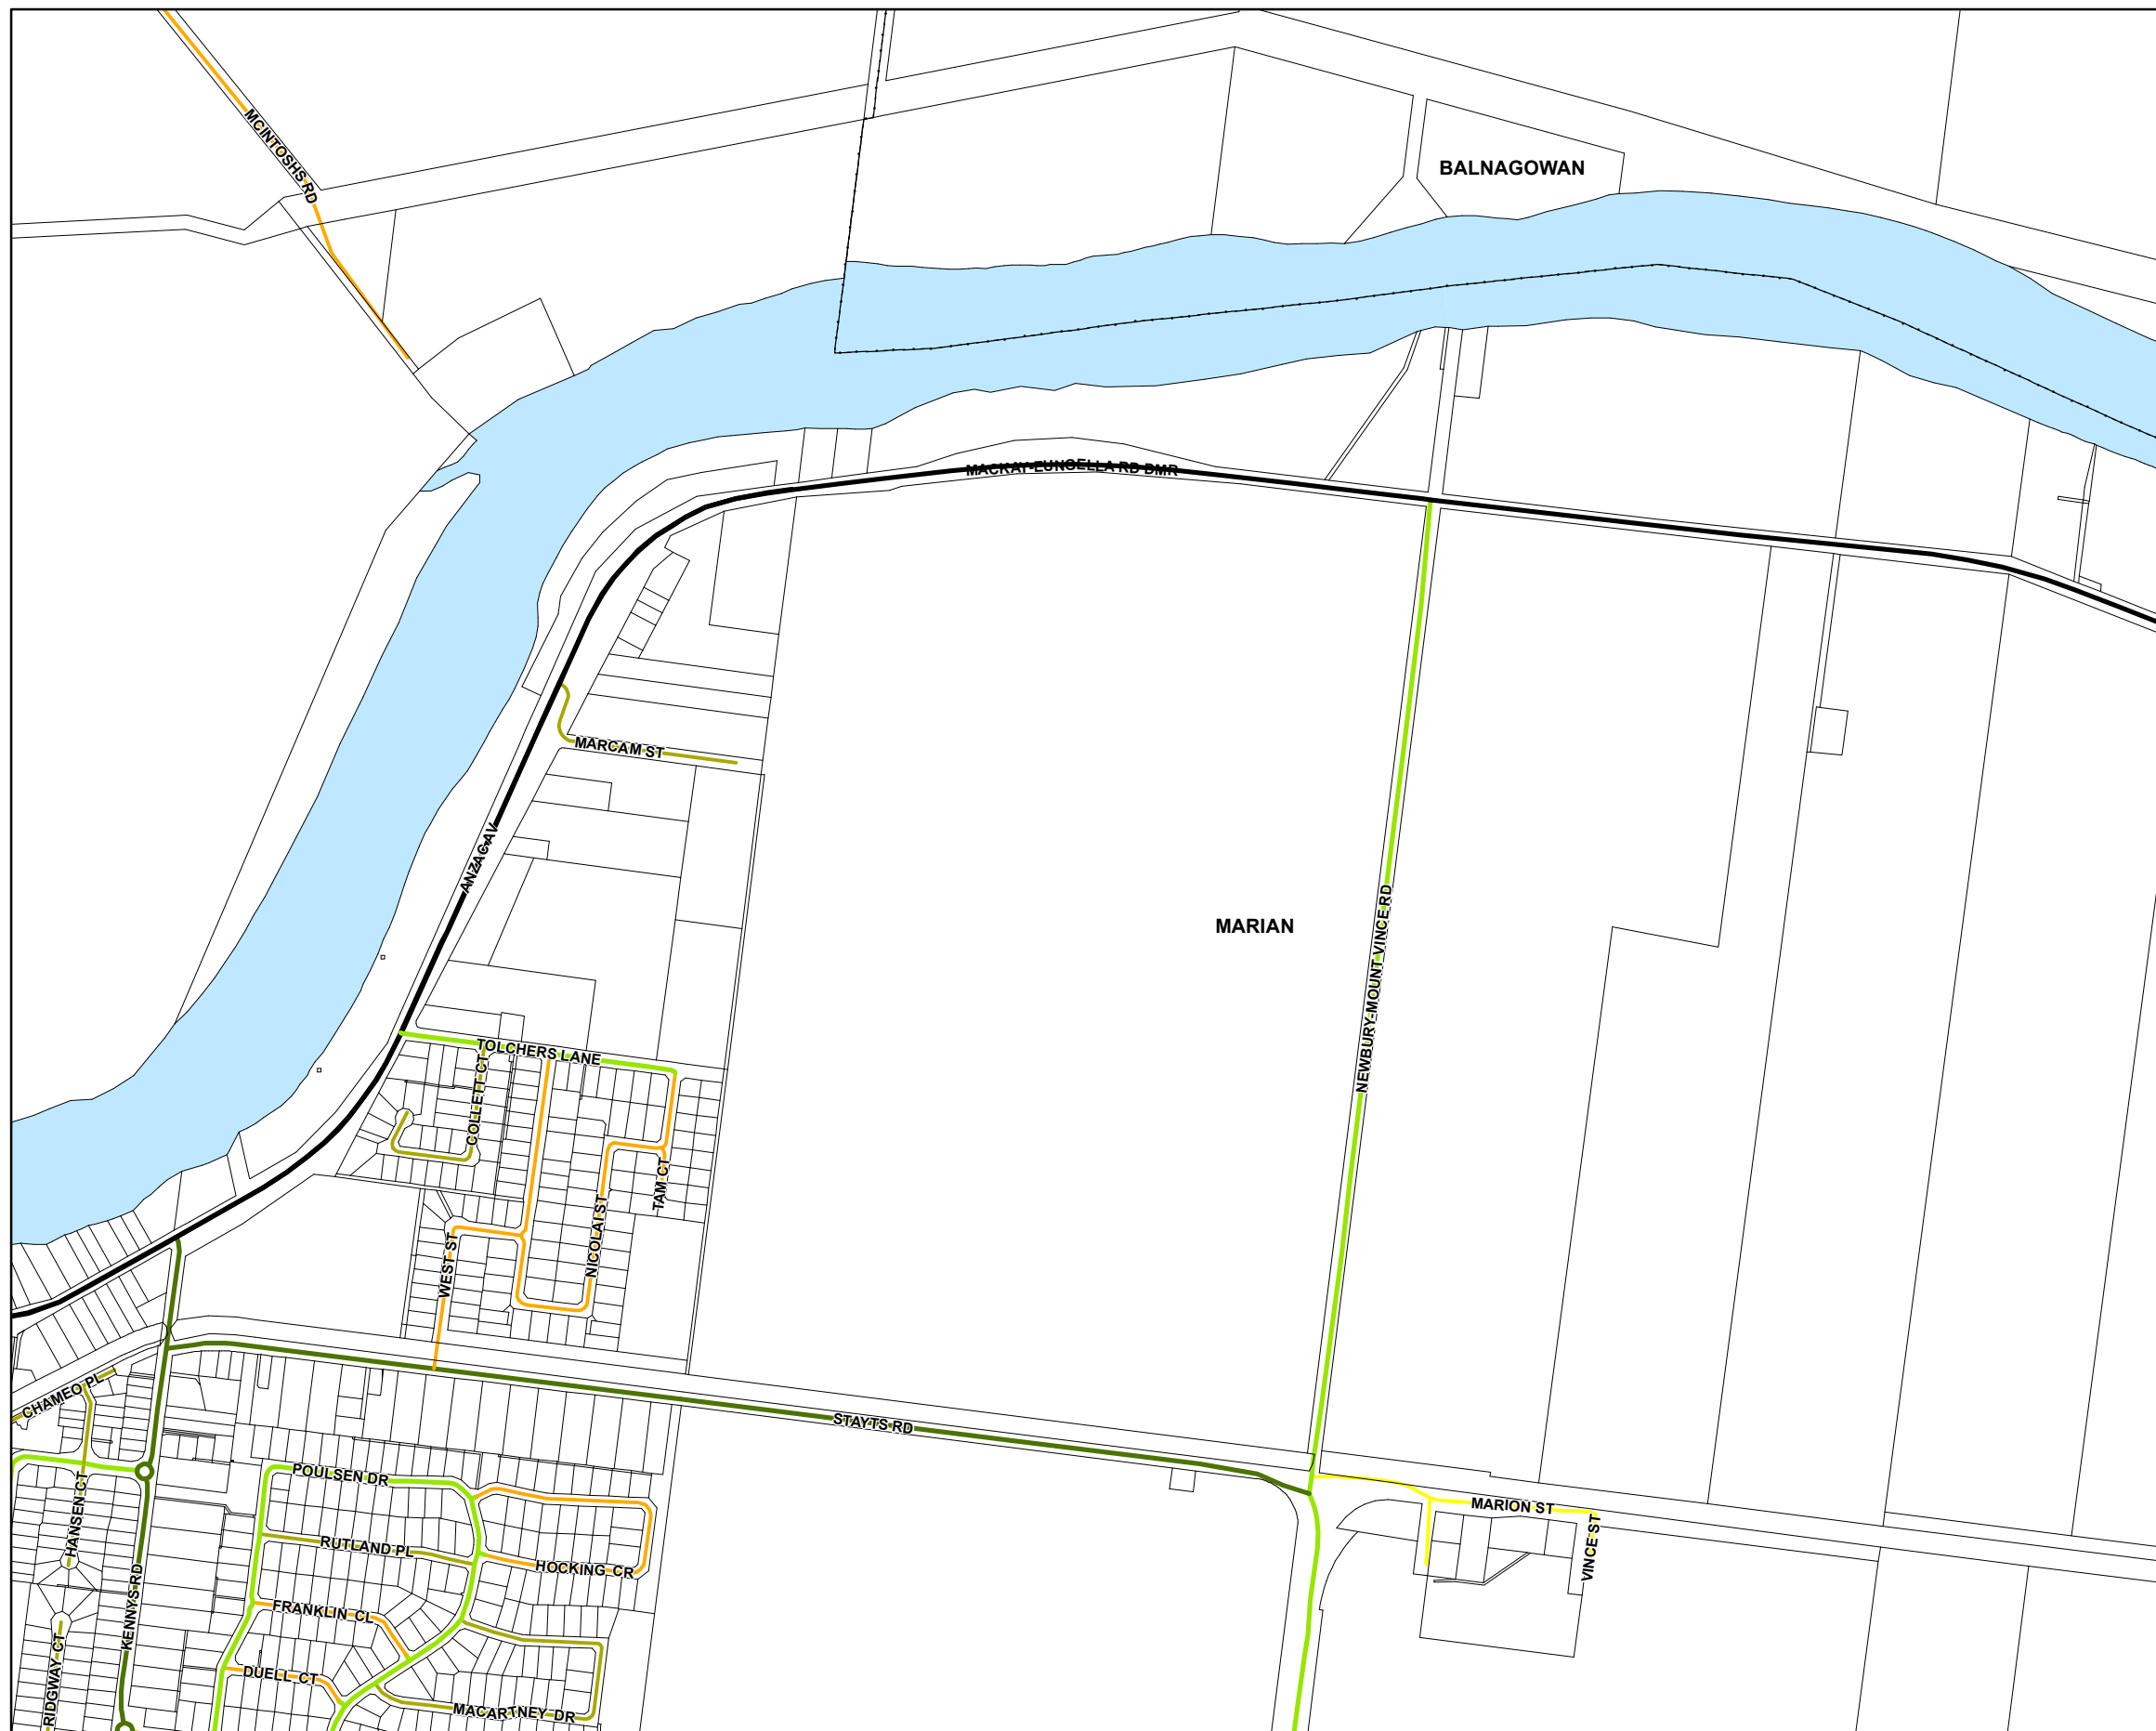 MCINTOSHS RD
BALNAGOWAN
MACKAY-EUNGELLA RD DMR
MARCAM ST
ANZAC AV
MARIAN
NEWBURY-MOUNT VINCE RD
TOLCHERS LANE
COLLETT CT
TAM CT
NICOLAI ST
WEST ST
CHAMEO PL
STAYTS RD
POULSEN DR
HANSEN CT
MARION ST
VINCE ST
RUTLAND PL
HOCKING CR
KENNYS RD
FRANKLIN CL
RIDGWAY CT
DUELL CT
MACARTNEY DR